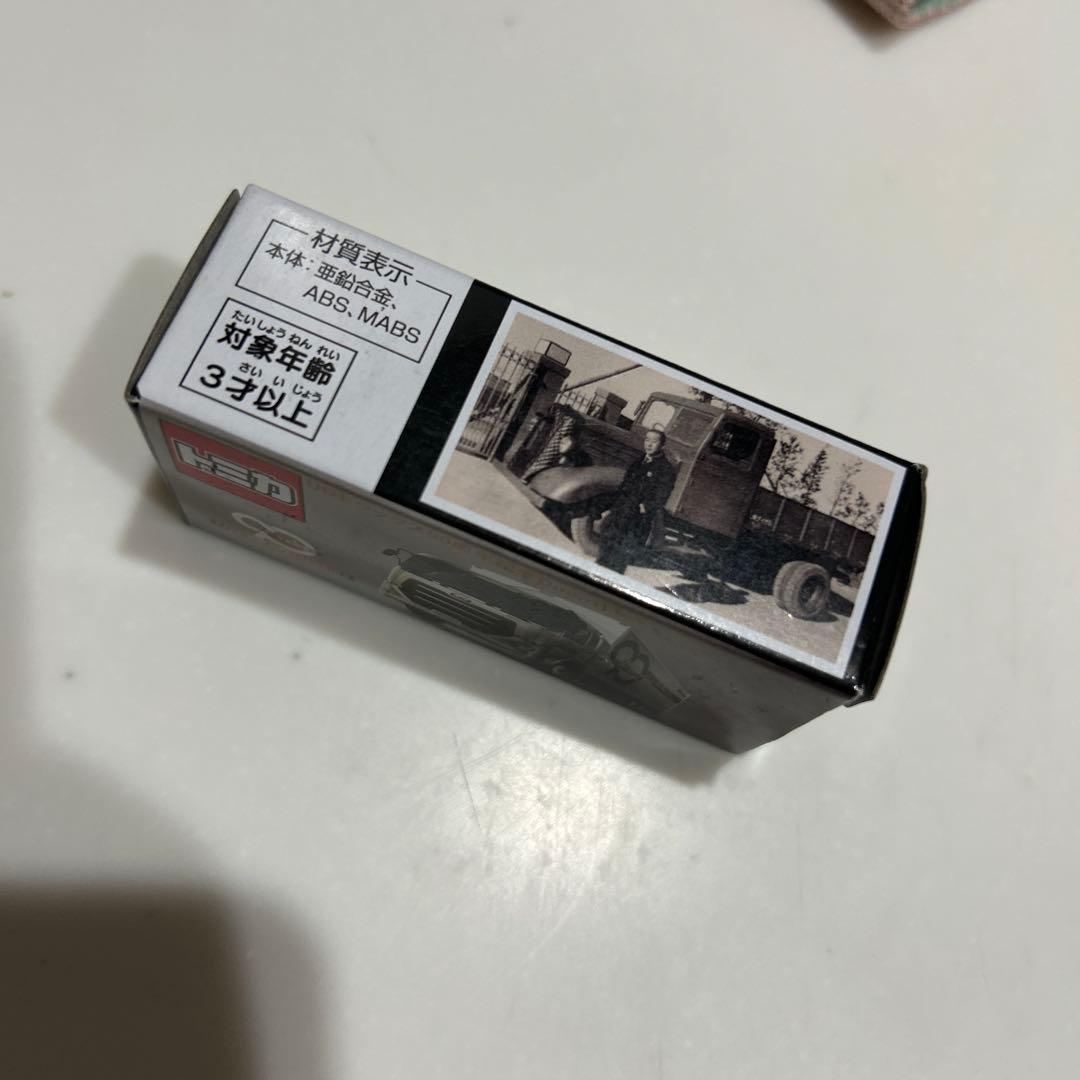 材質表示
本体：亜鉛合金、
ABS、MABS
たいしょうねんれい
対象年齢
さいいじょう
3才以上
トミカ